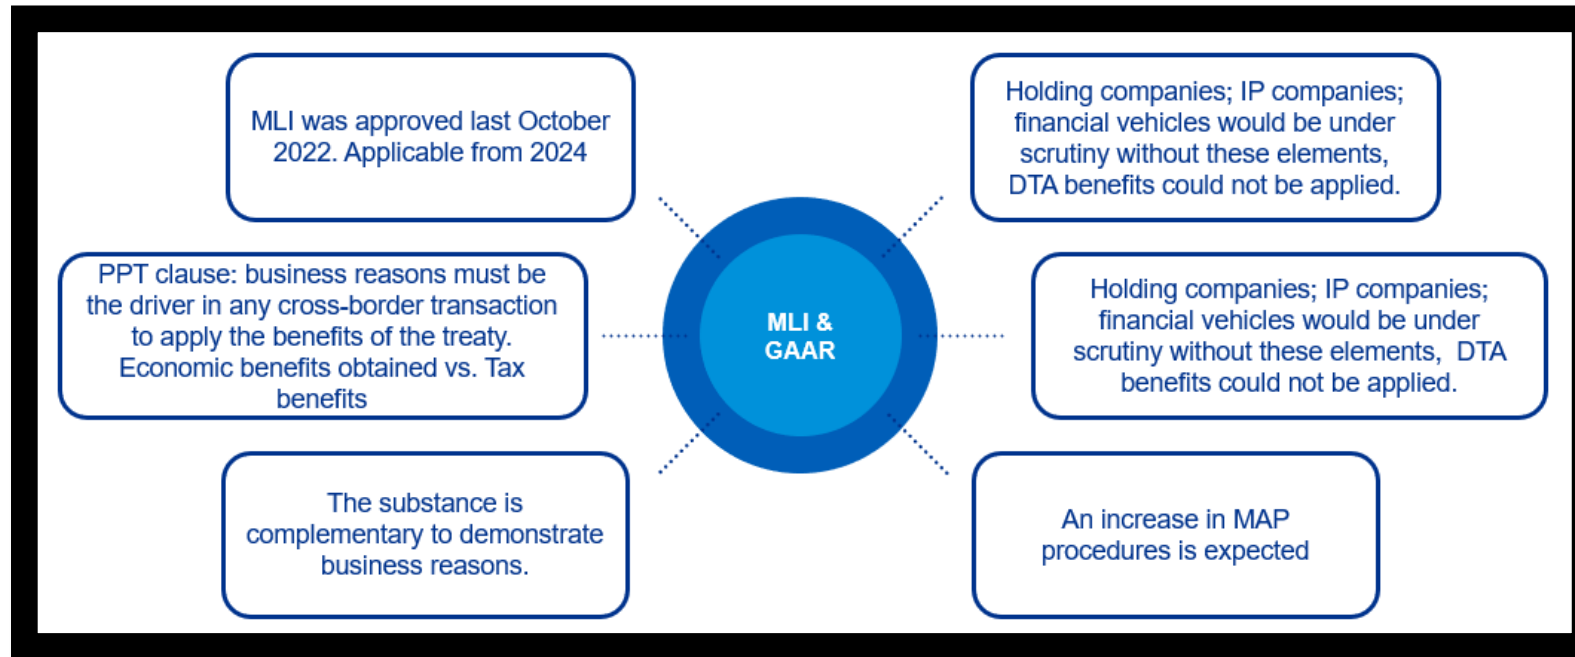 MLI was approved last October
2022. Applicable from 2024
PPT clause: business reasons must be
the driver in any cross-border transaction
to apply the benefits of the treaty.
Economic benefits obtained vs. Tax
benefits
The substance is
complementary to demonstrate
business reasons.
MLI &
GAAR
Holding companies; IP companies;
financial vehicles would be under
scrutiny without these elements,
DTA benefits could not be applied.
Holding companies; IP companies;
financial vehicles would be under
scrutiny without these elements, DTA
benefits could not be applied.
An increase in MAP
procedures is expected